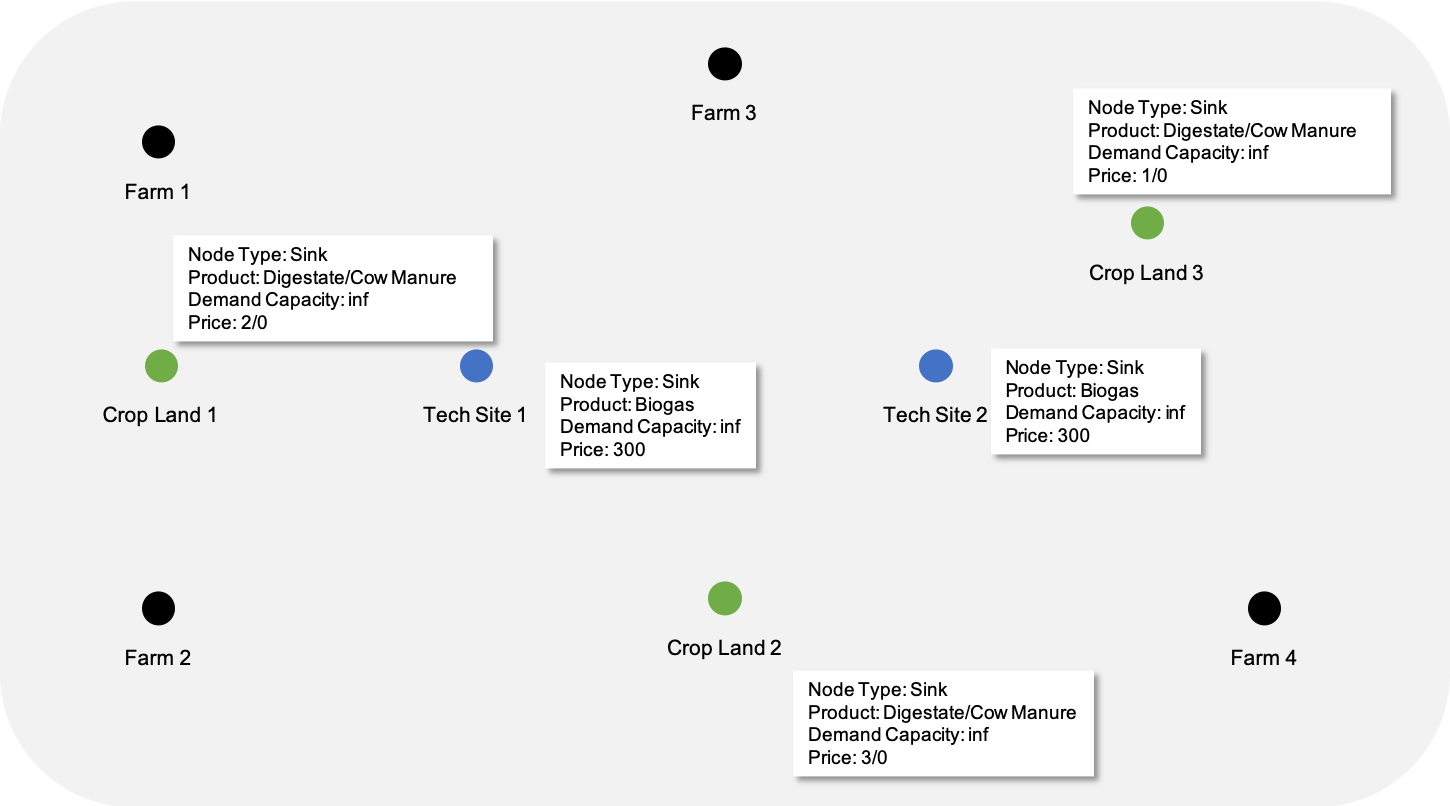 Farm 3
Node Type: Sink
Product: Digestate/Cow Manure
Demand Capacity: inf
Price: 1/0
Farm 1
Crop Land 3
Node Type: Sink
Product: Digestate/Cow Manure
Demand Capacity: inf
Price: 2/0
Crop Land 1
Tech Site 1
Node Type: Sink
Product: Biogas
Demand Capacity: inf
Price: 300
Tech Site 2
Node Type: Sink
Product: Biogas
Demand Capacity: inf
Price: 300
Farm 2
Crop Land 2
Farm 4
Node Type: Sink
Product: Digestate/Cow Manure
Demand Capacity: inf
Price: 3/0